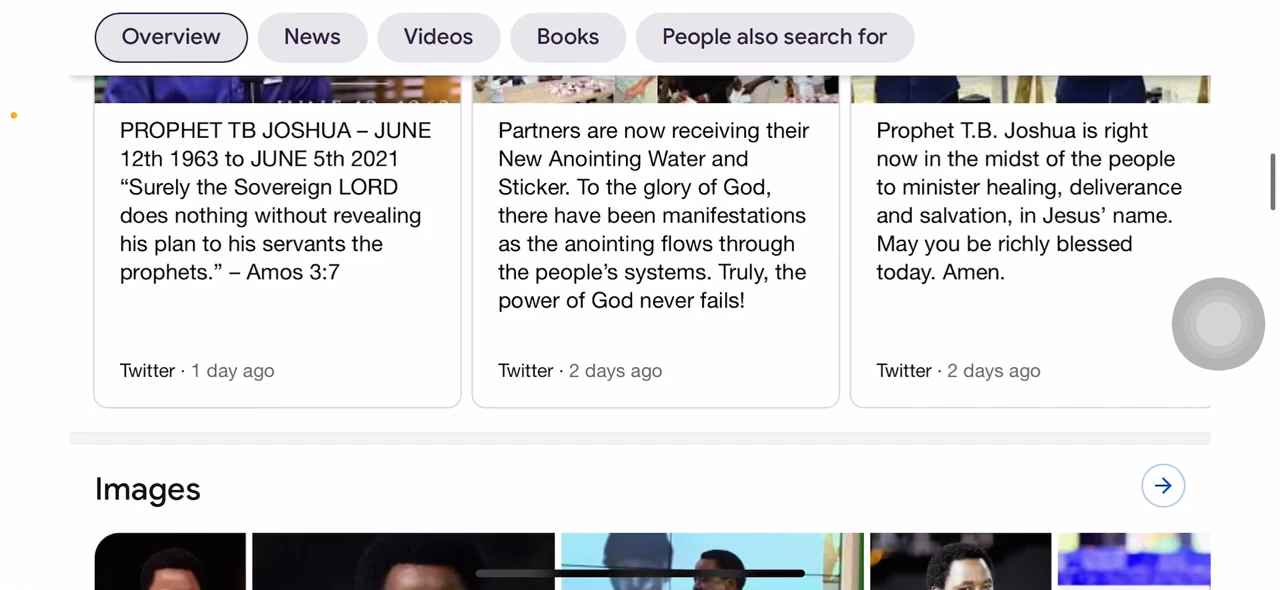 Overview News Videos Books People also search for
JUNE 12, 1963
PROPHET TB JOSHUA – JUNE
12th 1963 to JUNE 5th 2021
“Surely the Sovereign LORD
does nothing without revealing
his plan to his servants the
prophets.” – Amos 3:7
Twitter · 1 day ago
Partners are now receiving their
New Anointing Water and
Sticker. To the glory of God,
there have been manifestations
as the anointing flows through
the people’s systems. Truly, the
power of God never fails!
Twitter · 2 days ago
Prophet T.B. Joshua is right
now in the midst of the people
to minister healing, deliverance
and salvation, in Jesus’ name.
May you be richly blessed
today. Amen.
Twitter · 2 days ago
Images